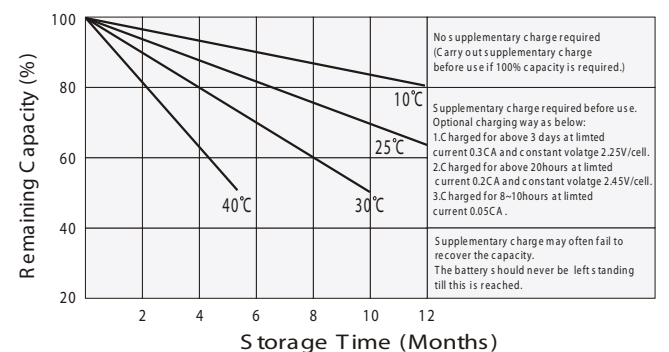 100
80
60
40
20
Remaining Capacity (%)
2 4 6 8 10 12
Storage Time (Months)
10℃
25℃
30℃
40℃
No supplementary charge required
(Carry out supplementary charge
before use if 100% capacity is required.)
Supplementary charge required before use.
Optional charging way as below:
1.Charged for above 3 days at limted
current 0.3CA and constant volatge 2.25V/cell.
2.Charged for above 20hours at limted
current 0.2CA and constant volatge 2.45V/cell.
3.Charged for 8~10hours at limted
current 0.05CA .
Supplementary charge may often fail to
recover the capacity.
The battery should never be left standing
till this is reached.